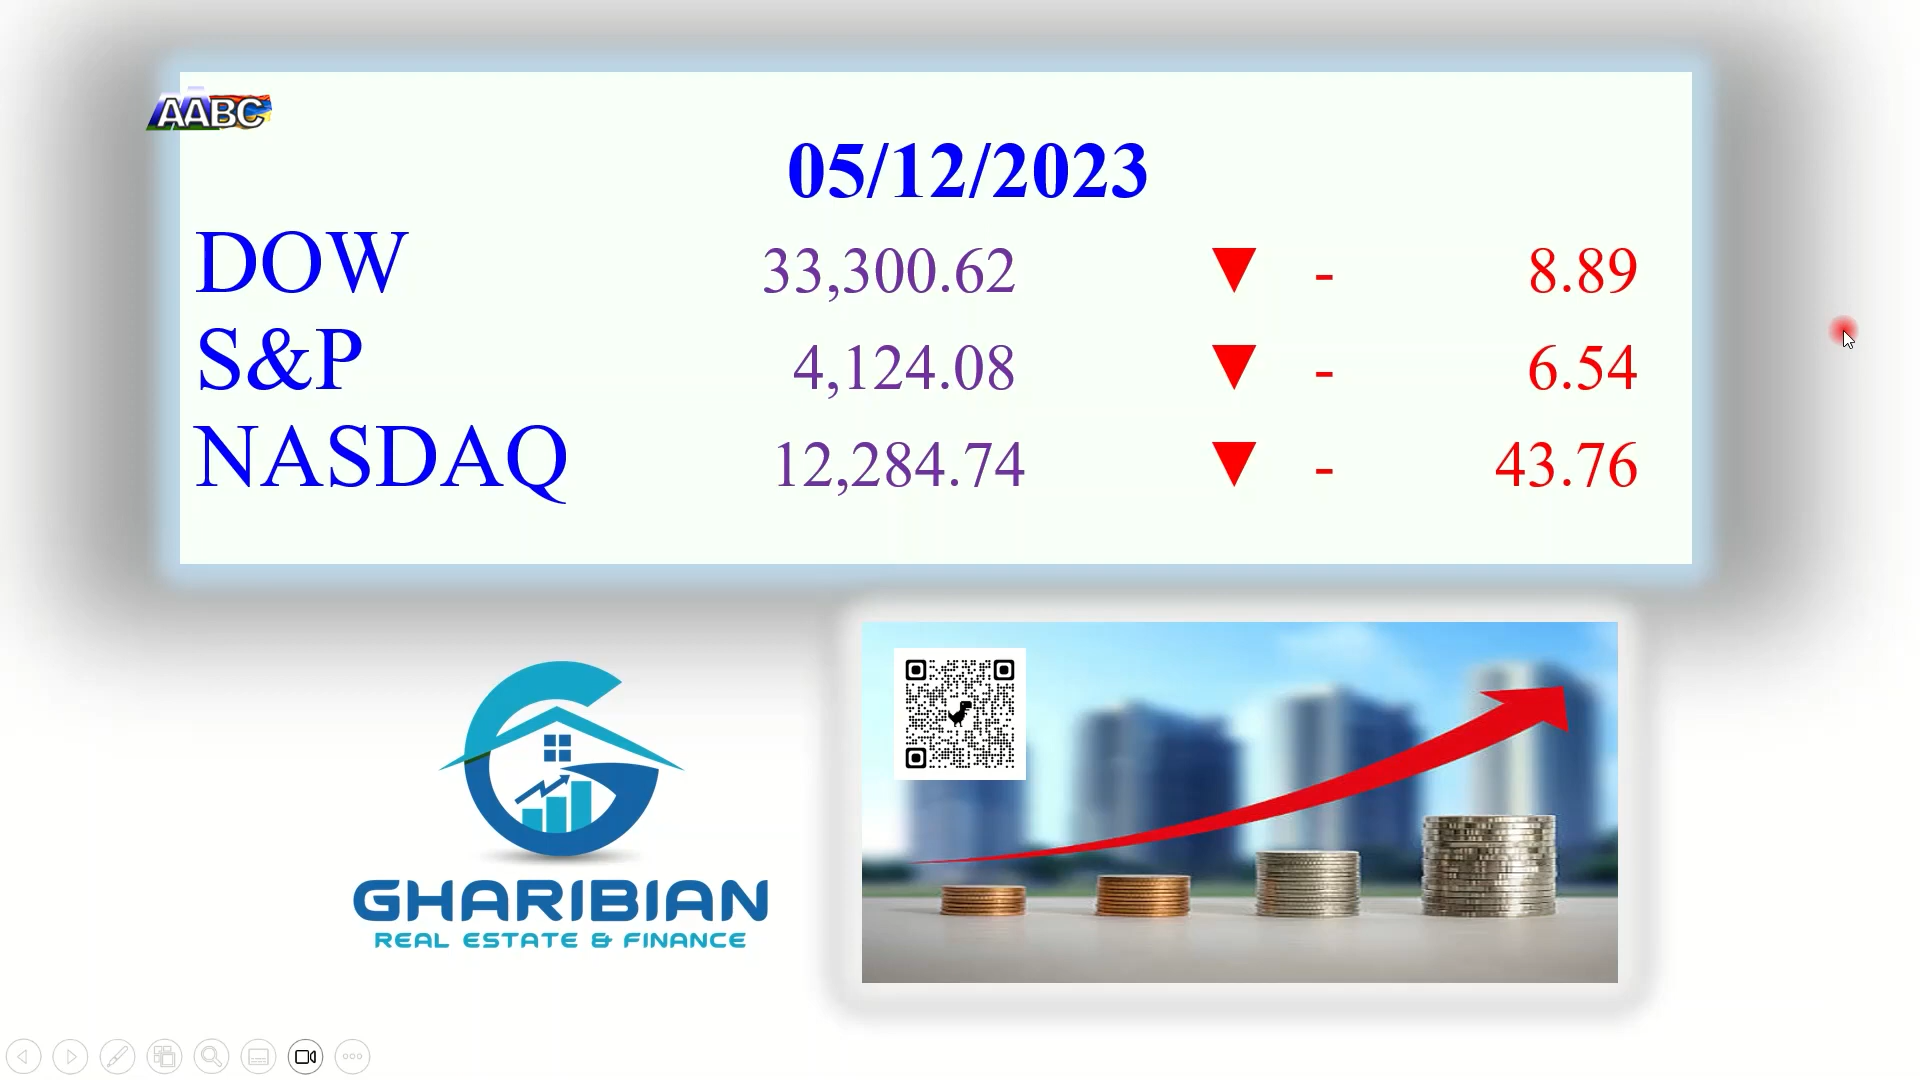 AABC
05/12/2023
DOW 33,300.62 ▼ - 8.89
S&P 4,124.08 ▼ - 6.54
NASDAQ 12,284.74 ▼ - 43.76
GHARIBIAN
REAL ESTATE & FINANCE